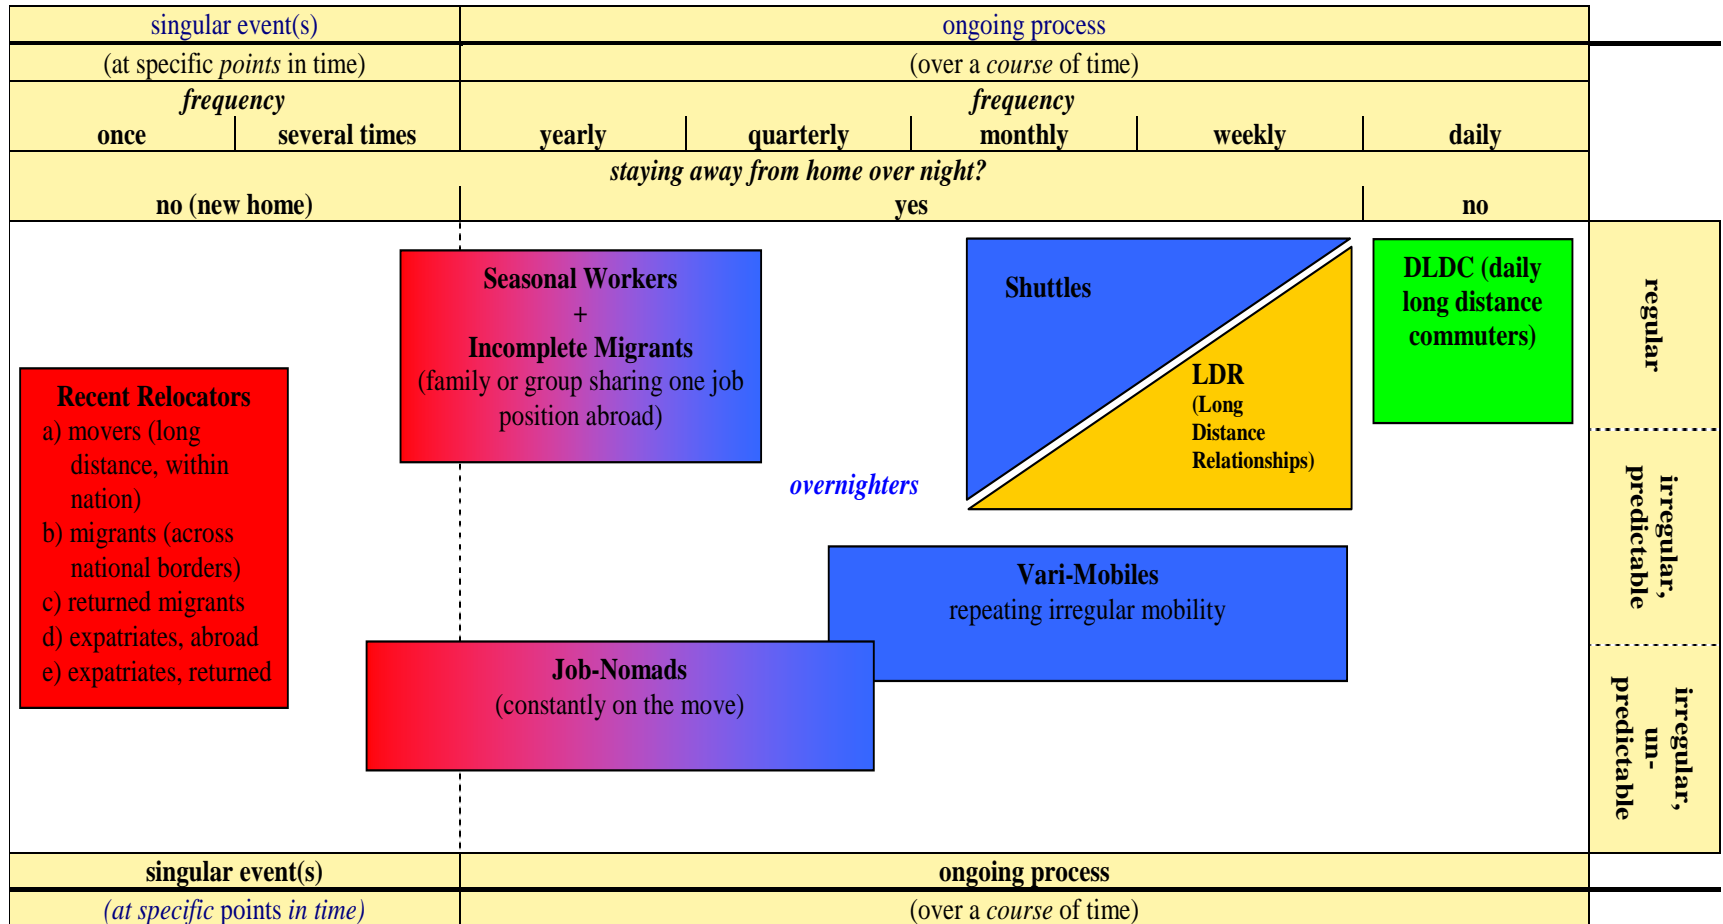 singular event(s) ongoing process
(at specific points in time) (over a course of time)
frequency frequency
once several times yearly quarterly monthly weekly daily
staying away from home over night?
no (new home) yes no
Recent Relocators
a) movers (long
distance, within
nation)
b) migrants (across
national borders)
c) returned migrants
d) expatriates, abroad
e) expatriates, returned
Seasonal Workers
+
Incomplete Migrants
(family or group sharing one job
position abroad)
overnighters
Shuttles
LDR
(Long
Distance
Relationships)
DLDC (daily
long distance
commuters)
Vari-Mobiles
repeating irregular mobility
Job-Nomads
(constantly on the move)
regular
irregular,
predictable
irregular,
un-
predictable
singular event(s) ongoing process
(at specific points in time) (over a course of time)